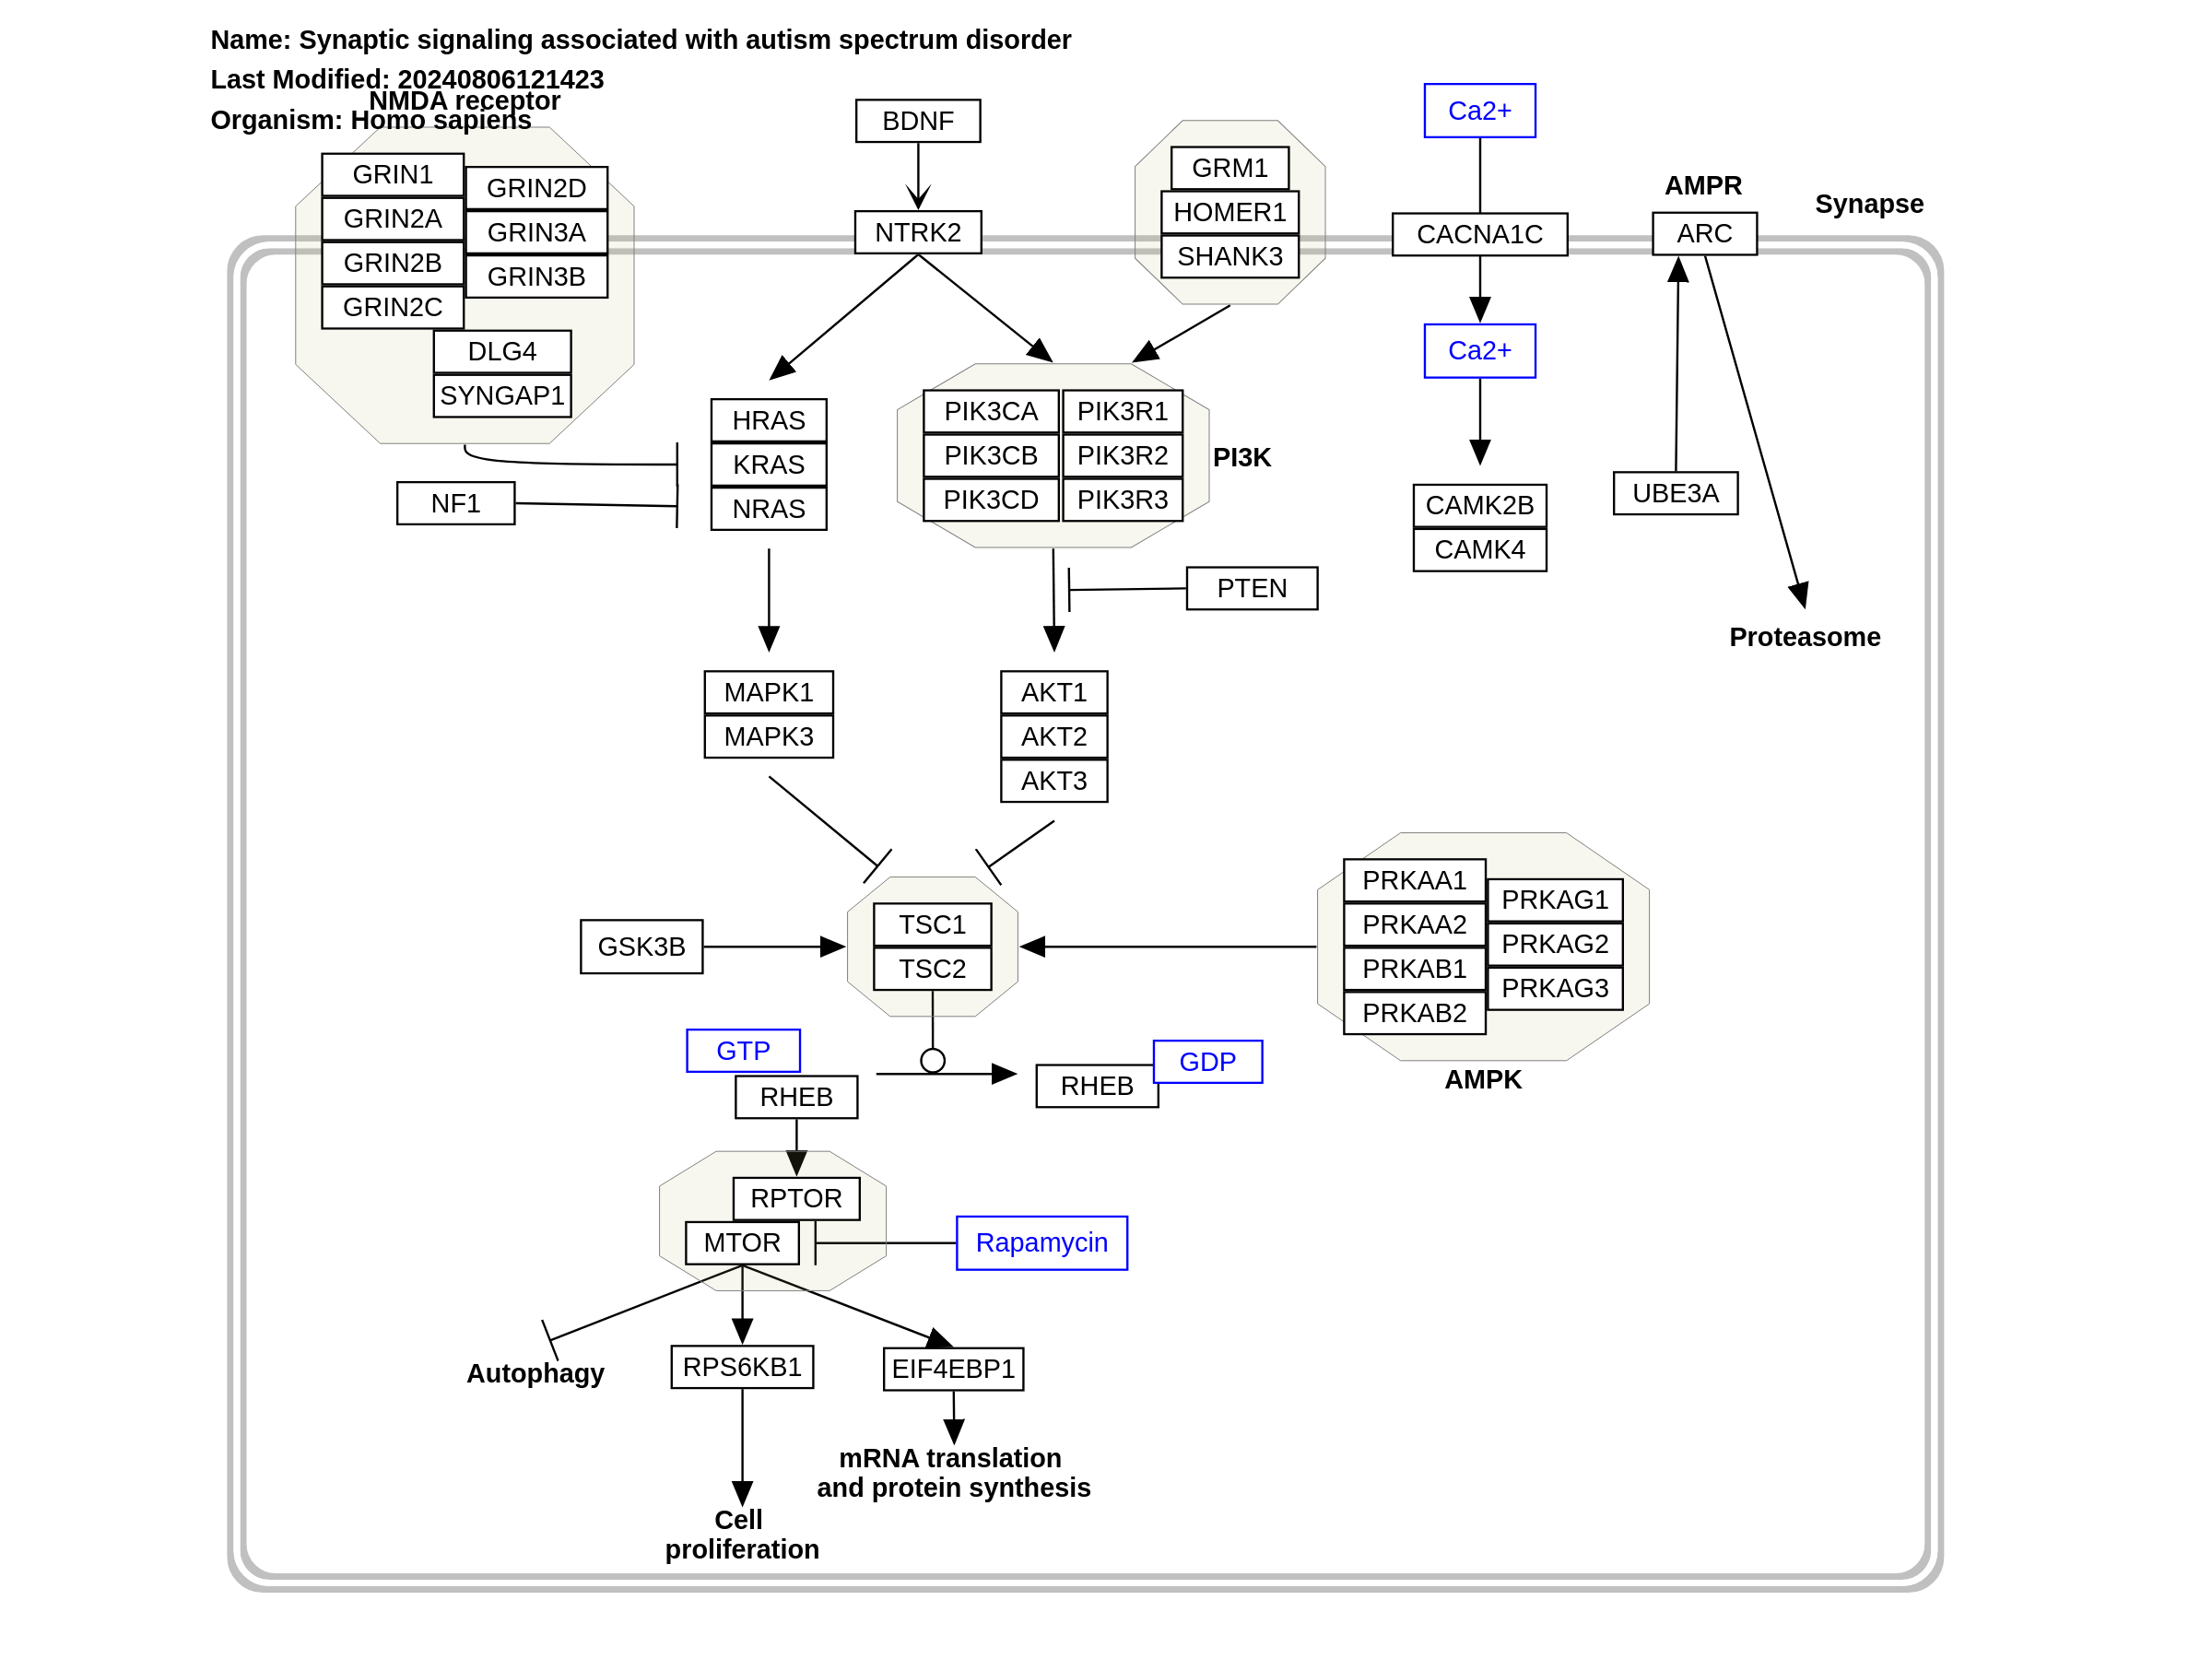 Name: Synaptic signaling associated with autism spectrum disorder
Last Modified: 20240806121423
NMDA receptor
Organism: Homo sapiens
GRIN1
GRIN2A
GRIN2B
GRIN2C
GRIN2D
GRIN3A
GRIN3B
DLG4
SYNGAP1
NF1
BDNF
NTRK2
GRM1
HOMER1
SHANK3
Ca2+
CACNA1C
Ca2+
AMPR
ARC
Synapse
HRAS
KRAS
NRAS
PIK3CA
PIK3CB
PIK3CD
PIK3R1
PIK3R2
PIK3R3
PI3K
CAMK2B
CAMK4
UBE3A
PTEN
Proteasome
MAPK1
MAPK3
AKT1
AKT2
AKT3
GSK3B
TSC1
TSC2
PRKAA1
PRKAA2
PRKAB1
PRKAB2
PRKAG1
PRKAG2
PRKAG3
AMPK
GTP
RHEB
RHEB
GDP
RPTOR
MTOR
Rapamycin
Autophagy
RPS6KB1
EIF4EBP1
mRNA translation
and protein synthesis
Cell
proliferation